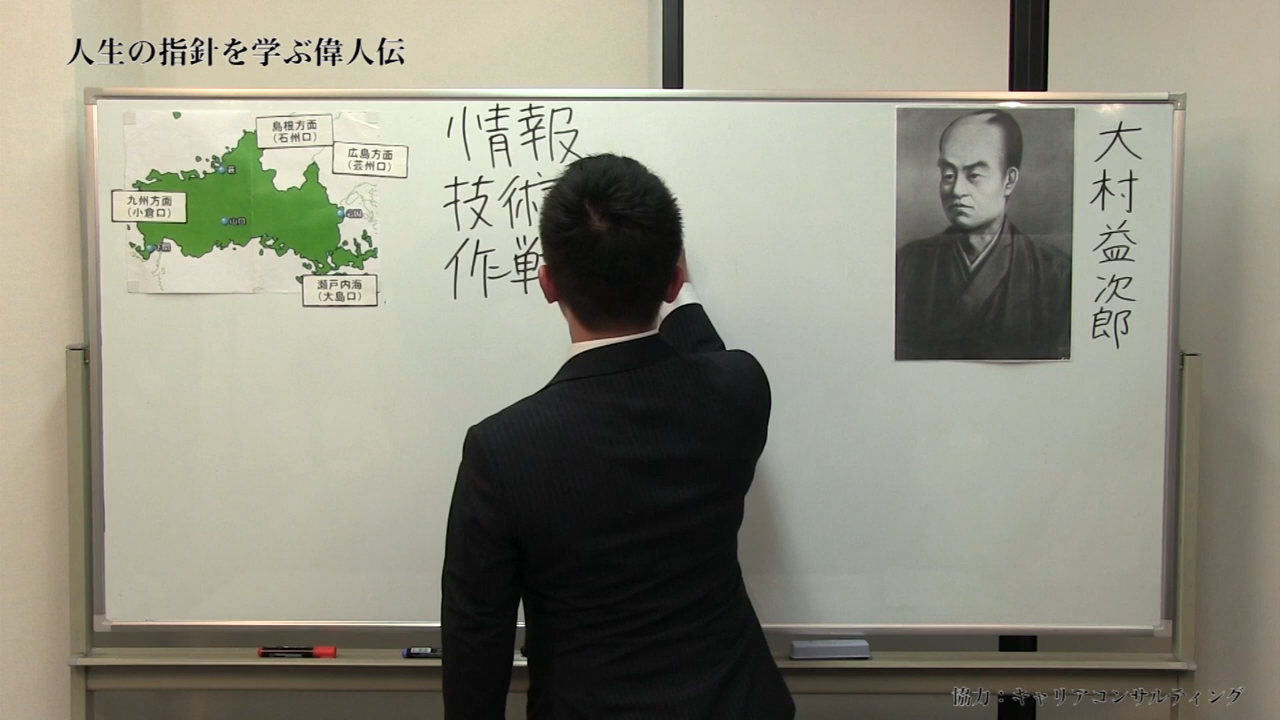 人生の指針を学ぶ偉人伝
島根方面
(石州口)
広島方面
(芸州口)
九州方面
(小倉口)
萩
山口
瀬戸内海
(大島口)
情報
技術
作戦
大村益次郎
協力：キャリアコンサルティング